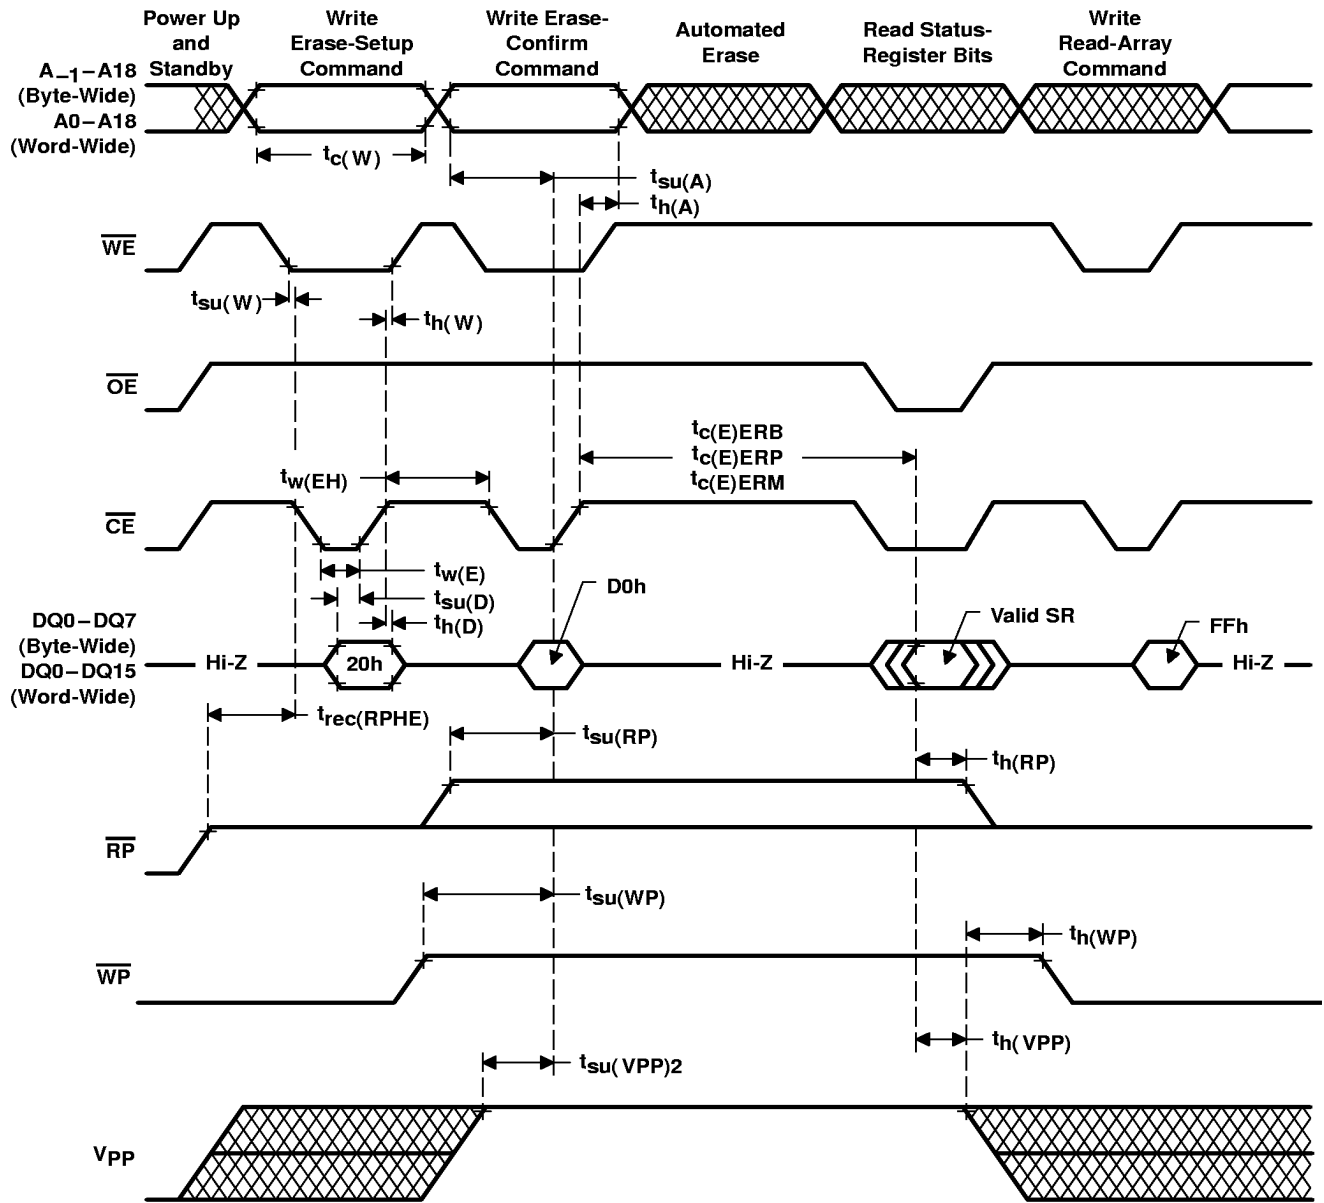 Power Up
and
Standby
Write
Erase-Setup
Command
Write Erase-
Confirm
Command
Automated
Erase
Read Status-
Register Bits
Write
Read-Array
Command
A–1–A18
(Byte-Wide)
A0–A18
(Word-Wide)
tc(W)
tsu(A)
th(A)
WE
tsu(W)
th(W)
OE
tc(E)ERB
tc(E)ERP
tc(E)ERM
tw(EH)
CE
tw(E)
tsu(D)
th(D)
D0h
Valid SR
FFh
DQ0–DQ7
(Byte-Wide)
DQ0–DQ15
(Word-Wide)
Hi-Z
20h
Hi-Z
Hi-Z
trec(RPHE)
tsu(RP)
th(RP)
RP
tsu(WP)
th(WP)
WP
th(VPP)
tsu(VPP)2
VPP